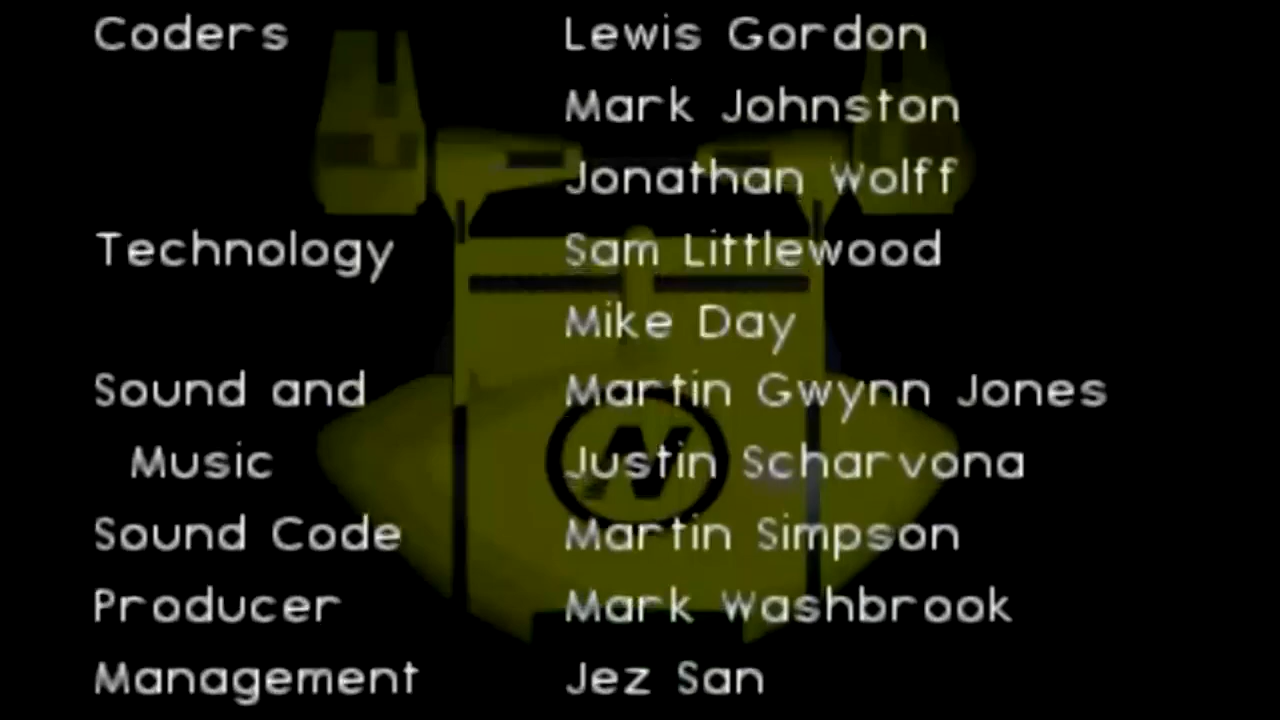 Coders Lewis Gordon
Mark Johnston
Jonathan Wolff
Technology Sam Littlewood
Mike Day
Sound and Martin Gwynn Jones
Music Justin Scharvona
Sound Code Martin Simpson
Producer Mark Washbrook
Management Jez San
N